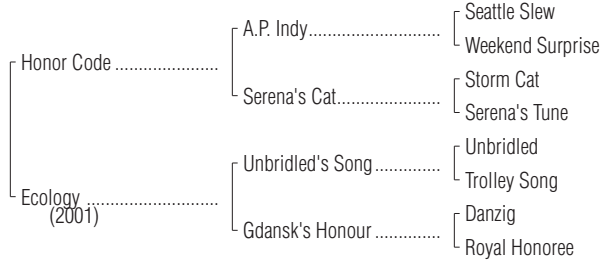 Seattle Slew
A.P. Indy..............................
Weekend Surprise
Honor Code .......................
Storm Cat
Serena's Cat.......................
Serena's Tune
Unbridled
Unbridled's Song...............
Trolley Song
Ecology .............................
(2001)
Danzig
Gdansk's Honour ...............
Royal Honoree